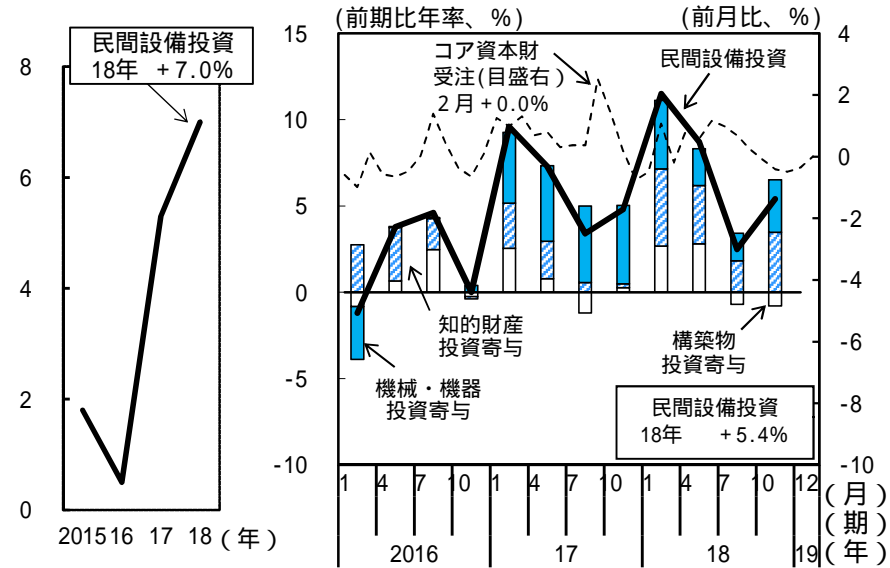 民間設備投資
18年 +7.0%
8
6
4
2
0
2015 16 17 18 (年)
(前期比年率、%)
(前月比、%)
15
10
5
0
-5
-10
4
2
0
-2
-4
-6
-8
-10
コア資本財
受注(目盛右)
2月+0.0%
民間設備投資
知的財産
投資寄与
機械・機器
投資寄与
構築物
投資寄与
民間設備投資
18年 +5.4%
1 4 7 10 1 4 7 10 1 4 7 10 12 (月)
(期)
2016 17 18 19 (年)